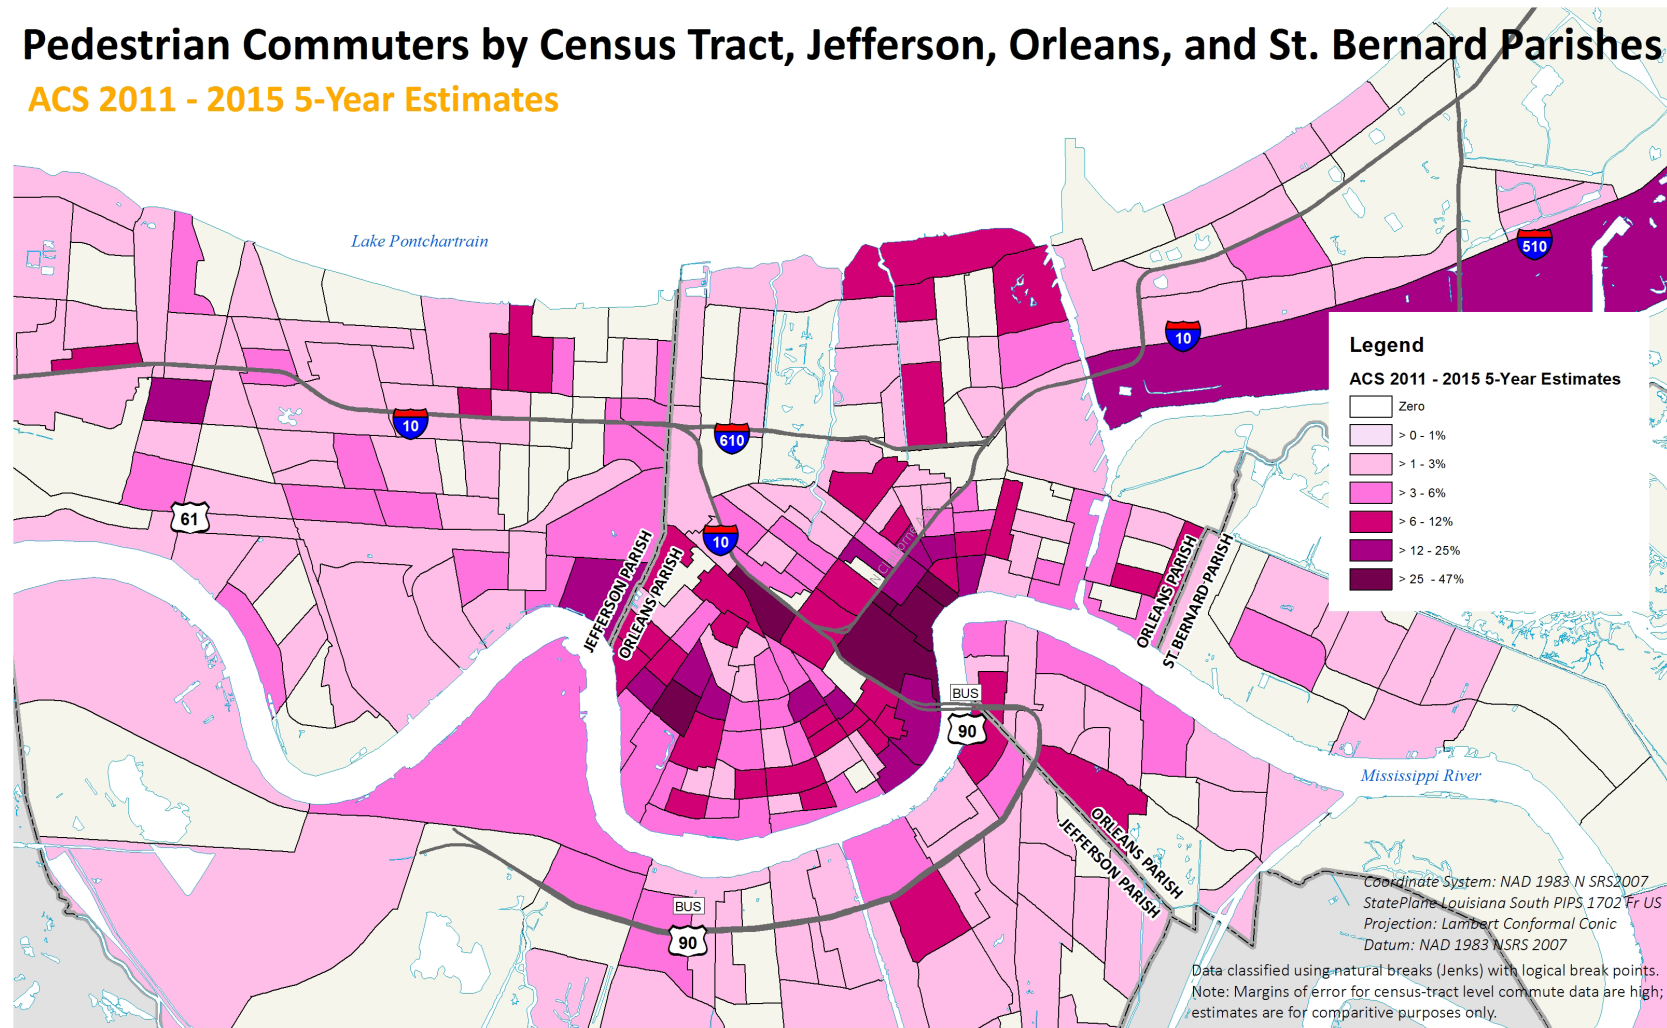 Pedestrian Commuters by Census Tract, Jefferson, Orleans, and St. Bernard Parishes
ACS 2011 - 2015 5-Year Estimates
Lake Pontchartrain
510
10
Legend
ACS 2011 - 2015 5-Year Estimates
Zero
> 0 - 1%
> 1 - 3%
> 3 - 6%
> 6 - 12%
> 12 - 25%
> 25 - 47%
10
610
61
10
N Claiborne
JEFFERSON PARISH
ORLEANS PARISH
ORLEANS PARISH
ST. BERNARD PARISH
BUS
90
Mississippi River
ORLEANS PARISH
JEFFERSON PARISH
BUS
90
Coordinate System: NAD 1983 N SRS2007
StatePlane Louisiana South PIPS 1702 Fr US
Projection: Lambert Conformal Conic
Datum: NAD 1983 NSRS 2007
Data classified using natural breaks (Jenks) with logical break points.
Note: Margins of error for census-tract level commute data are high;
estimates are for comparitive purposes only.